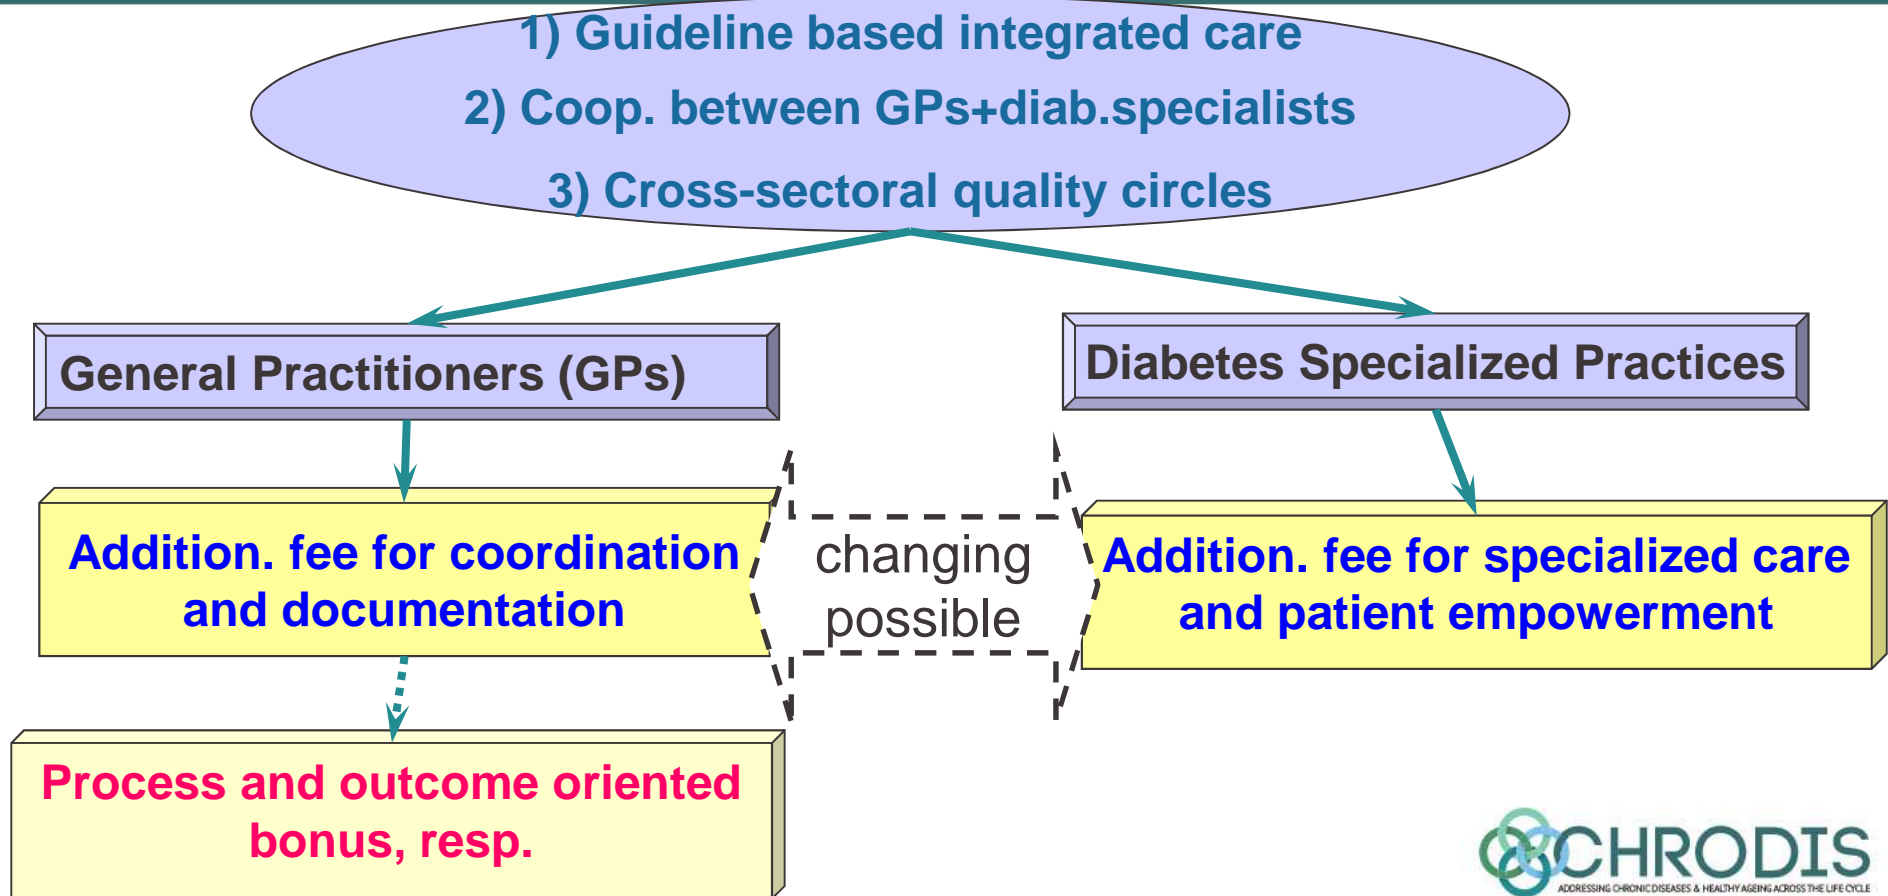 1) Guideline based integrated care
2) Coop. between GPs+diab.specialists
3) Cross-sectoral quality circles
General Practitioners (GPs)
Diabetes Specialized Practices
Addition. fee for coordination
and documentation
changing
possible
Addition. fee for specialized care
and patient empowerment
Process and outcome oriented
bonus, resp.
CHRODIS
ADDRESSING CHRONIC DISEASES & HEALTHY AGEING ACROSS THE LIFE CYCLE